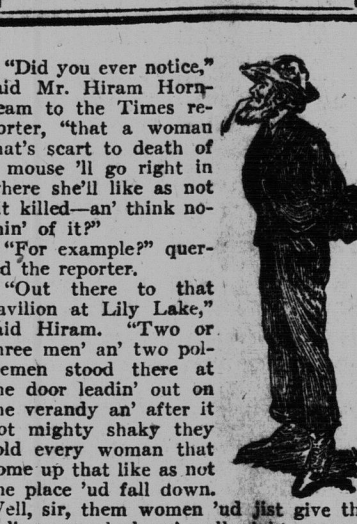 "Did you ever notice,"
aid Mr. Hiram Horn-
eam to the Times re-
orter, "that a woman
hat's scart to death of
mouse 'll go right in
here she'll like as not
t killed—an' think no-
hin' of it?"
"For example?" quer-
d the reporter.
"Out there to that
avilion at Lily Lake,"
aid Hiram. "Two or
hree men' an' two pol-
emen stood there at
he door leadin' out on
he verandy an' after it
ot mighty shaky they
old every woman that
ome up that like as not
he place 'ud fall down.
Well, sir, them women 'ud jist give th